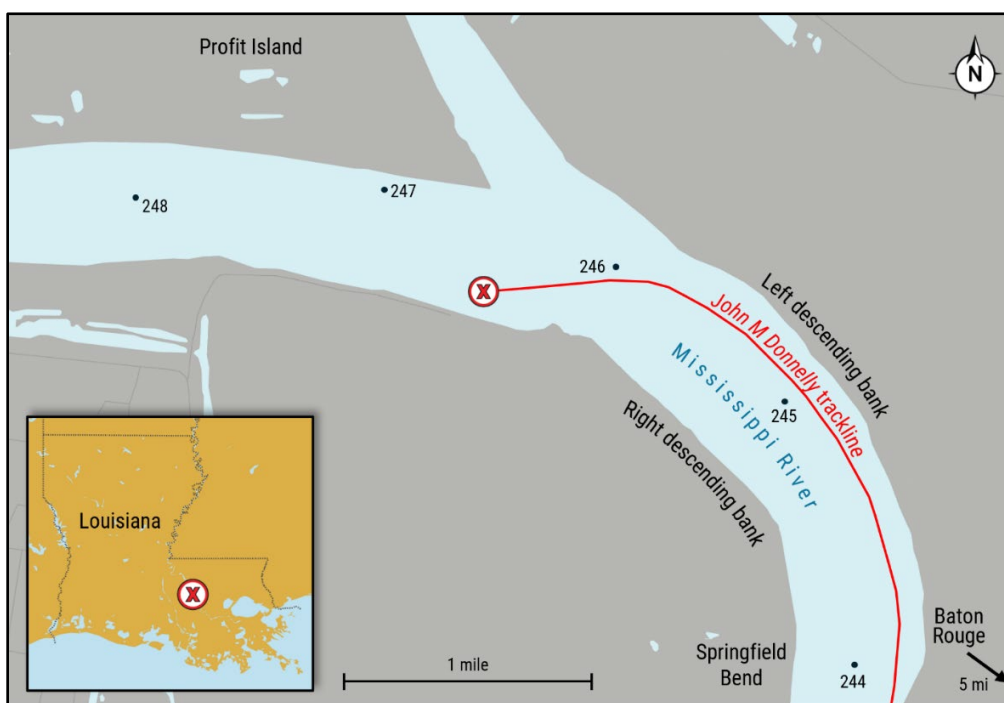 Profit Island
N
248
247
246
X
John M Donnelly trackline
Left descending bank
Mississippi River
245
Right descending bank
Louisiana
X
1 mile
Springfield
Bend
244
Baton
Rouge
5 mi